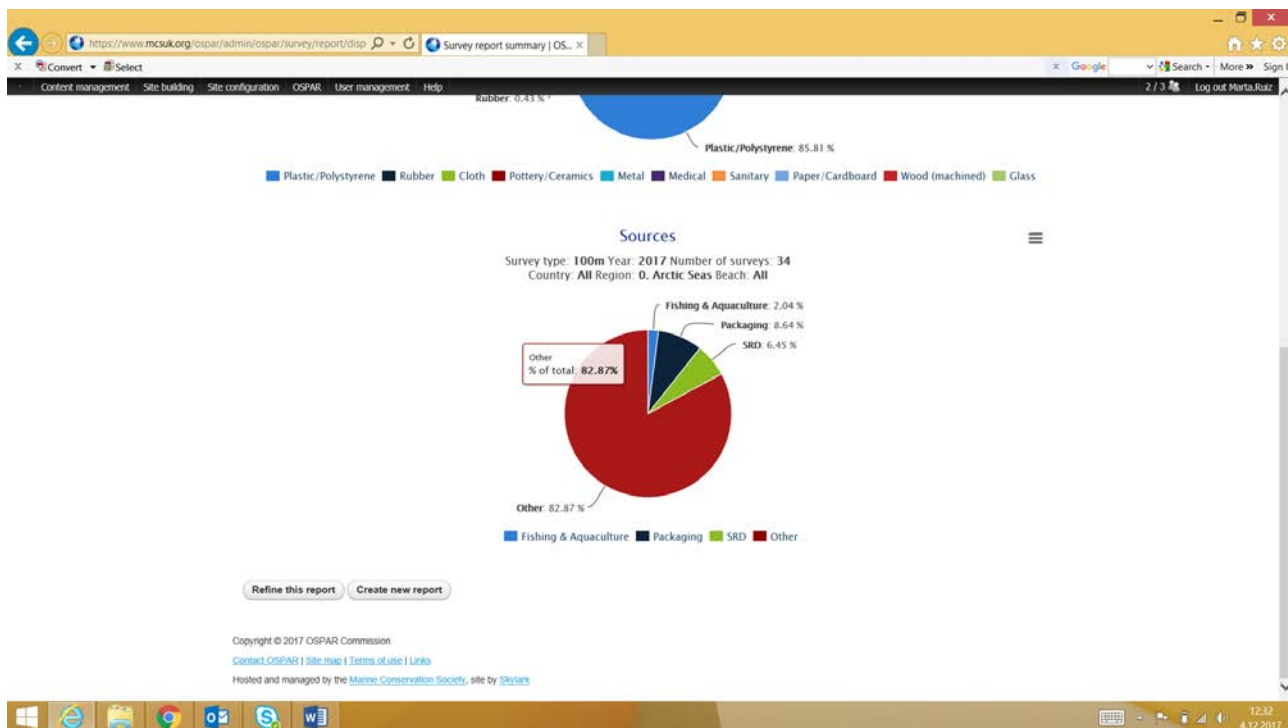 https://www.mcsuk.org/ospar/admin/ospar/survey/report/disp
Survey report summary | OS...
Convert Select
Google Search More » Sign I
Content management Site building Site configuration OSPAR User management Help 2 / 3 Log out Marta.Ruiz
Rubber: 0.43 %
Plastic/Polystyrene: 85.81 %
Plastic/Polystyrene Rubber Cloth Pottery/Ceramics Metal Medical Sanitary Paper/Cardboard Wood (machined) Glass
Sources
Survey type: 100m Year: 2017 Number of surveys: 34
Country: All Region: 0. Arctic Seas Beach: All
Fishing & Aquaculture: 2.04 %
Packaging: 8.64 %
SRD: 6.45 %
Other
% of total: 82.87%
Other: 82.87 %
Fishing & Aquaculture Packaging SRD Other
Refine this report Create new report
Copyright © 2017 OSPAR Commission
Contact OSPAR | Site map | Terms of use | Links
Hosted and managed by the Marine Conservation Society, site by Skylark
12:32
4.12.2017